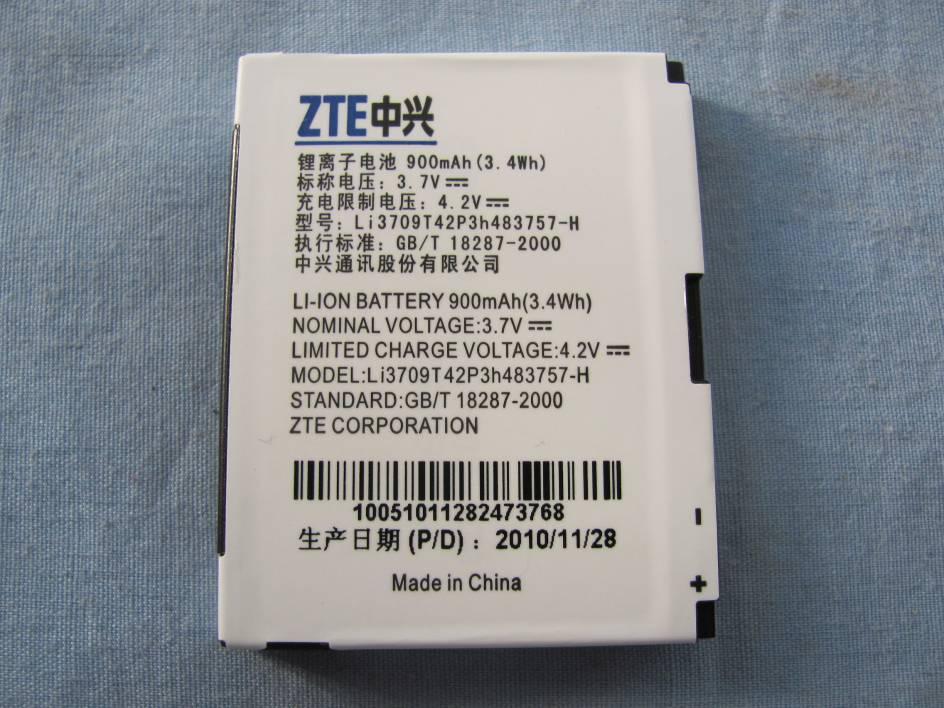 ZTE中兴
锂离子电池 900mAh(3.4Wh)
标称电压: 3.7V
充电限制电压: 4.2V
型号: Li3709T42P3h483757-H
执行标准: GB/T 18287-2000
中兴通讯股份有限公司
LI-ION BATTERY 900mAh(3.4Wh)
NOMINAL VOLTAGE:3.7V
LIMITED CHARGE VOLTAGE:4.2V
MODEL:Li3709T42P3h483757-H
STANDARD:GB/T 18287-2000
ZTE CORPORATION
10051011282473768
生产日期 (P/D) : 2010/11/28
Made in China
-
+